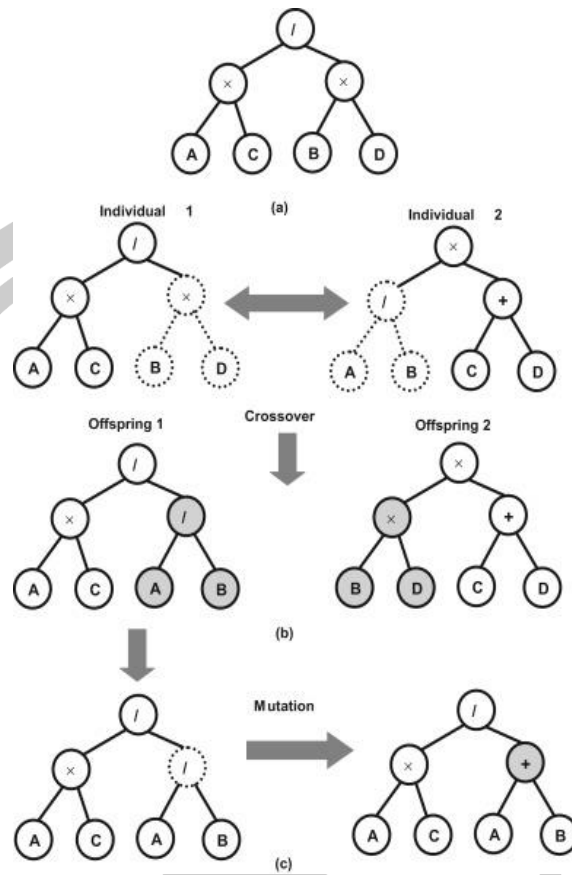 /
× ×
A C B D
(a)
Individual 1 Individual 2
/ ×
× × / +
A C B D A B C D
Crossover
Offspring 1 Offspring 2
/ ×
× / × +
A C A B B D C D
(b)
Mutation
/ /
× / × +
A C A B A C A B
(c)